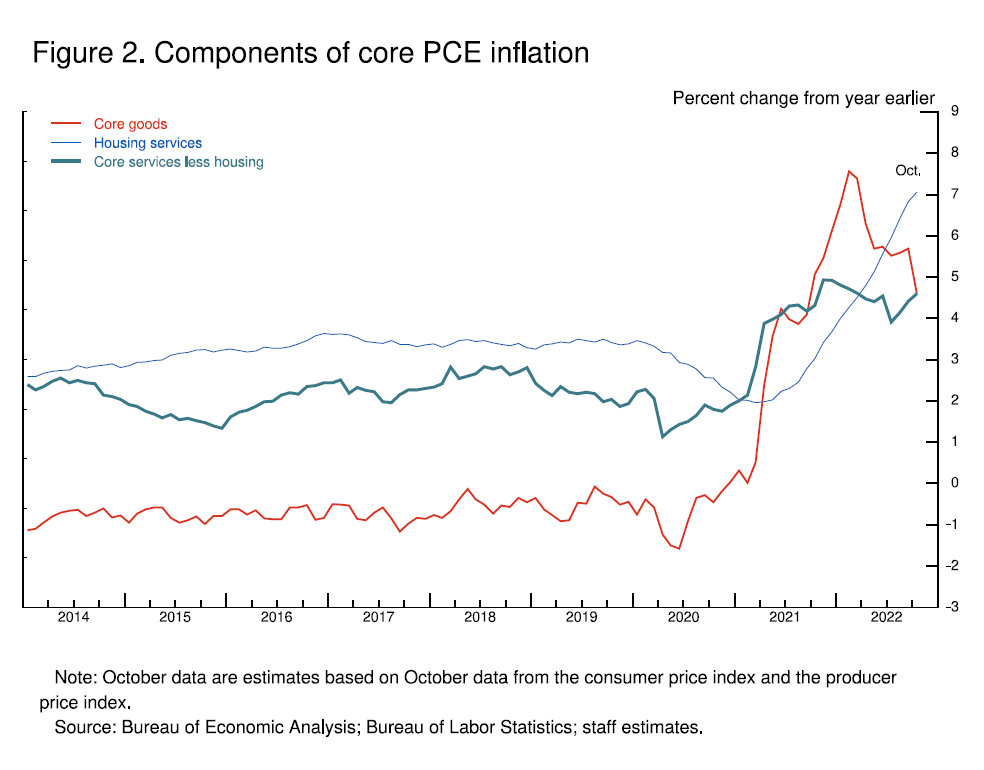 Figure 2. Components of core PCE inflation
Percent change from year earlier
Core goods
Housing services
Core services less housing
Oct.
9
8
7
6
5
4
3
2
1
0
-1
-2
-3
2014 2015 2016 2017 2018 2019 2020 2021 2022
Note: October data are estimates based on October data from the consumer price index and the producer
price index.
Source: Bureau of Economic Analysis; Bureau of Labor Statistics; staff estimates.